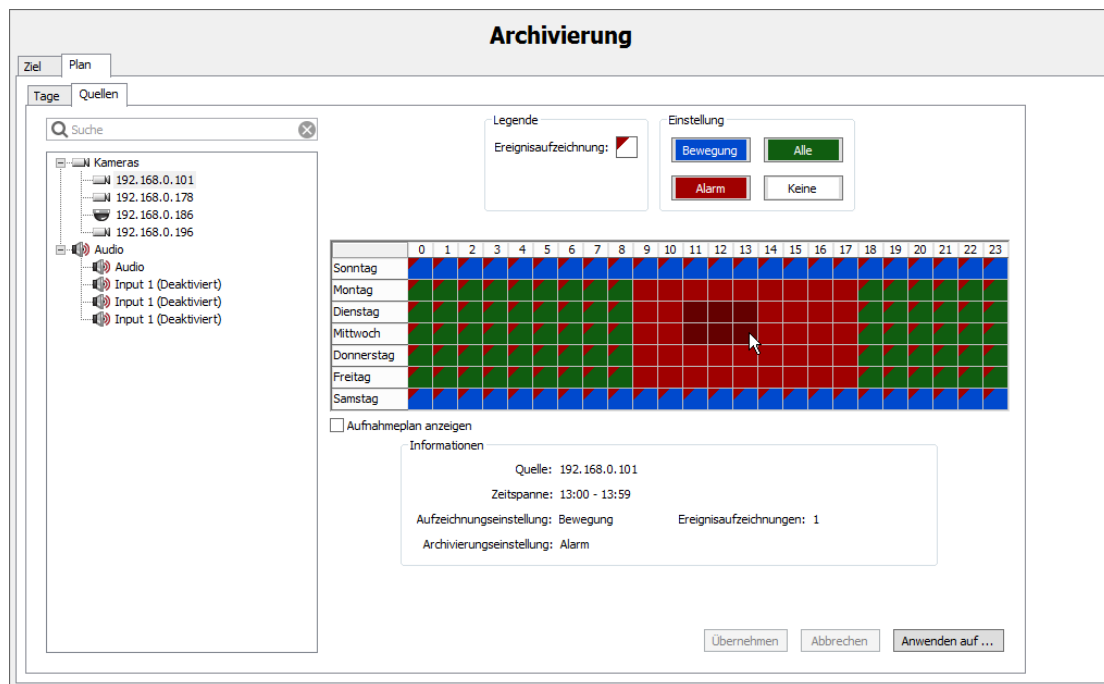 Archivierung
Ziel Plan
Tage Quellen
Suche
Kameras
192.168.0.101
192.168.0.178
192.168.0.186
192.168.0.196
Audio
Audio
Input 1 (Deaktiviert)
Input 1 (Deaktiviert)
Input 1 (Deaktiviert)
Legende
Ereignisaufzeichnung:
Einstellung
Bewegung Alle
Alarm Keine
0 1 2 3 4 5 6 7 8 9 10 11 12 13 14 15 16 17 18 19 20 21 22 23
Sonntag
Montag
Dienstag
Mittwoch
Donnerstag
Freitag
Samstag
Aufnahmeplan anzeigen
Informationen
Quelle: 192.168.0.101
Zeitspanne: 13:00 - 13:59
Aufzeichnungseinstellung: Bewegung Ereignisaufzeichnungen: 1
Archivierungseinstellung: Alarm
Übernehmen Abbrechen Anwenden auf ...